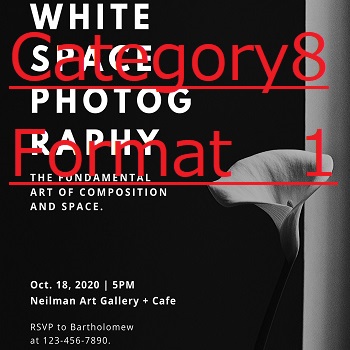 WHITE
SPACE
Category8
PHOTOG
RAPHY
Format 1
THE FUNDAMENTAL
ART OF COMPOSITION
AND SPACE.
Oct. 18, 2020 | 5PM
Neilman Art Gallery + Cafe
RSVP to Bartholomew
at 123-456-7890.